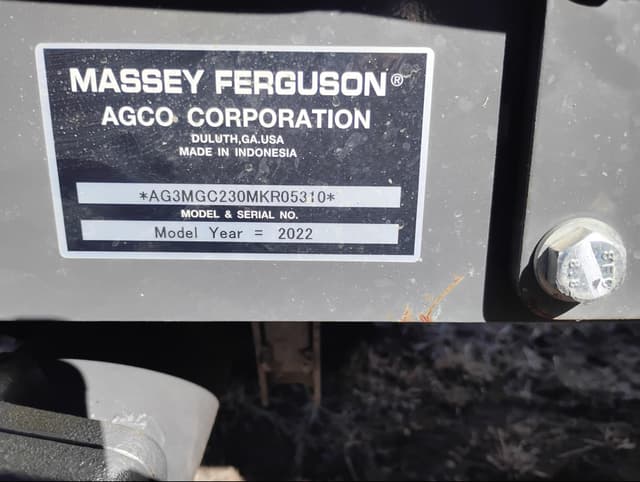 MASSEY FERGUSON®
AGCO CORPORATION
DULUTH,GA.USA
MADE IN INDONESIA
*AG3MGC230MKR05310*
MODEL & SERIAL NO.
Model Year = 2022